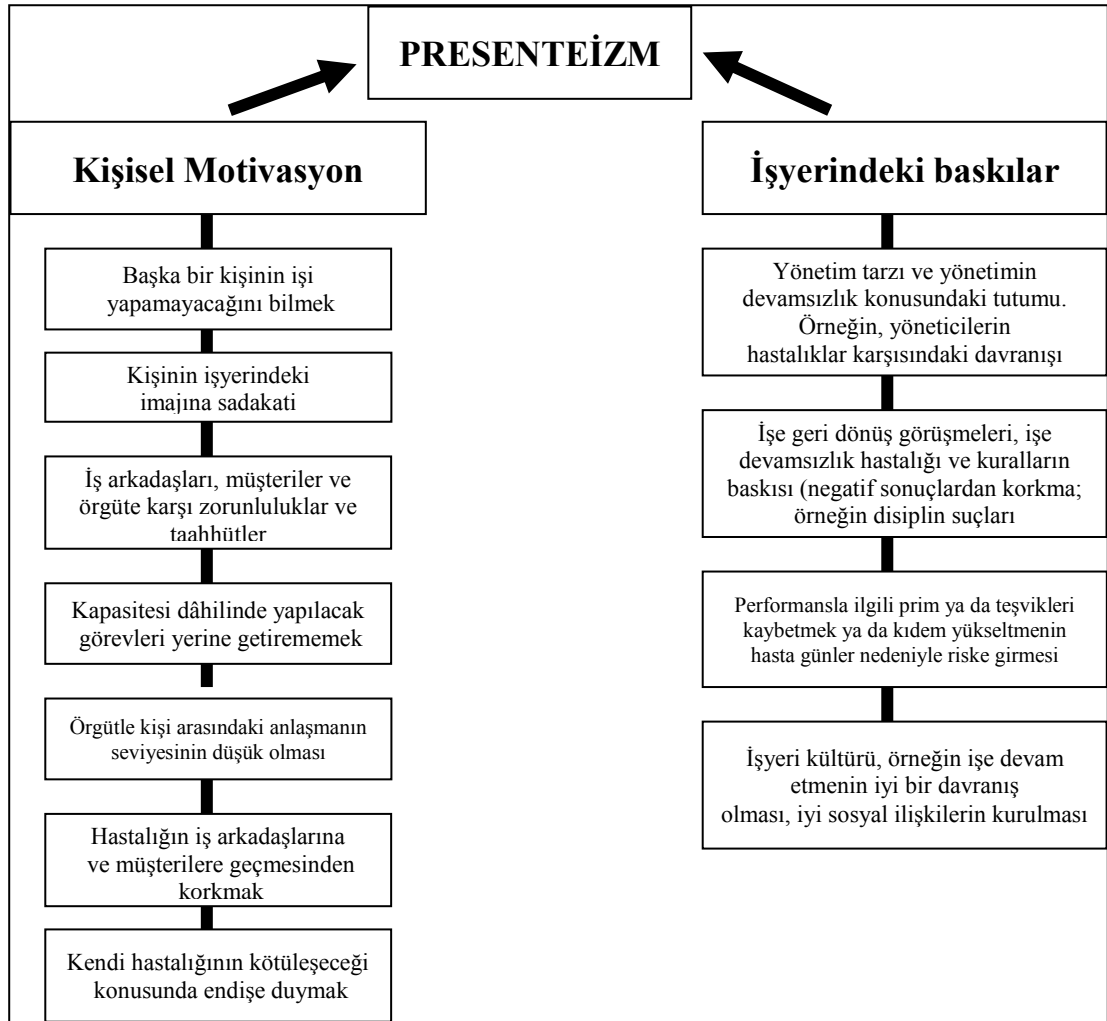 PRESENTEİZM
Kişisel Motivasyon
Başka bir kişinin işi
yapamayacağını bilmek
Kişinin işyerindeki
imajına sadakati
İş arkadaşları, müşteriler ve
örgüte karşı zorunluluklar ve
taahhütler
Kapasitesi dâhilinde yapılacak
görevleri yerine getirememek
Örgütle kişi arasındaki anlaşmanın
seviyesinin düşük olması
Hastalığın iş arkadaşlarına
ve müşterilere geçmesinden
korkmak
Kendi hastalığının kötüleşeceği
konusunda endişe duymak
İşyerindeki baskılar
Yönetim tarzı ve yönetimin
devamsızlık konusundaki tutumu.
Örneğin, yöneticilerin
hastalıklar karşısındaki davranışı
İşe geri dönüş görüşmeleri, işe
devamsızlık hastalığı ve kuralların
baskısı (negatif sonuçlardan korkma;
örneğin disiplin suçları
Performansla ilgili prim ya da teşvikleri
kaybetmek ya da kıdem yükseltmenin
hasta günler nedeniyle riske girmesi
İşyeri kültürü, örneğin işe devam
etmenin iyi bir davranış
olması, iyi sosyal ilişkilerin kurulması